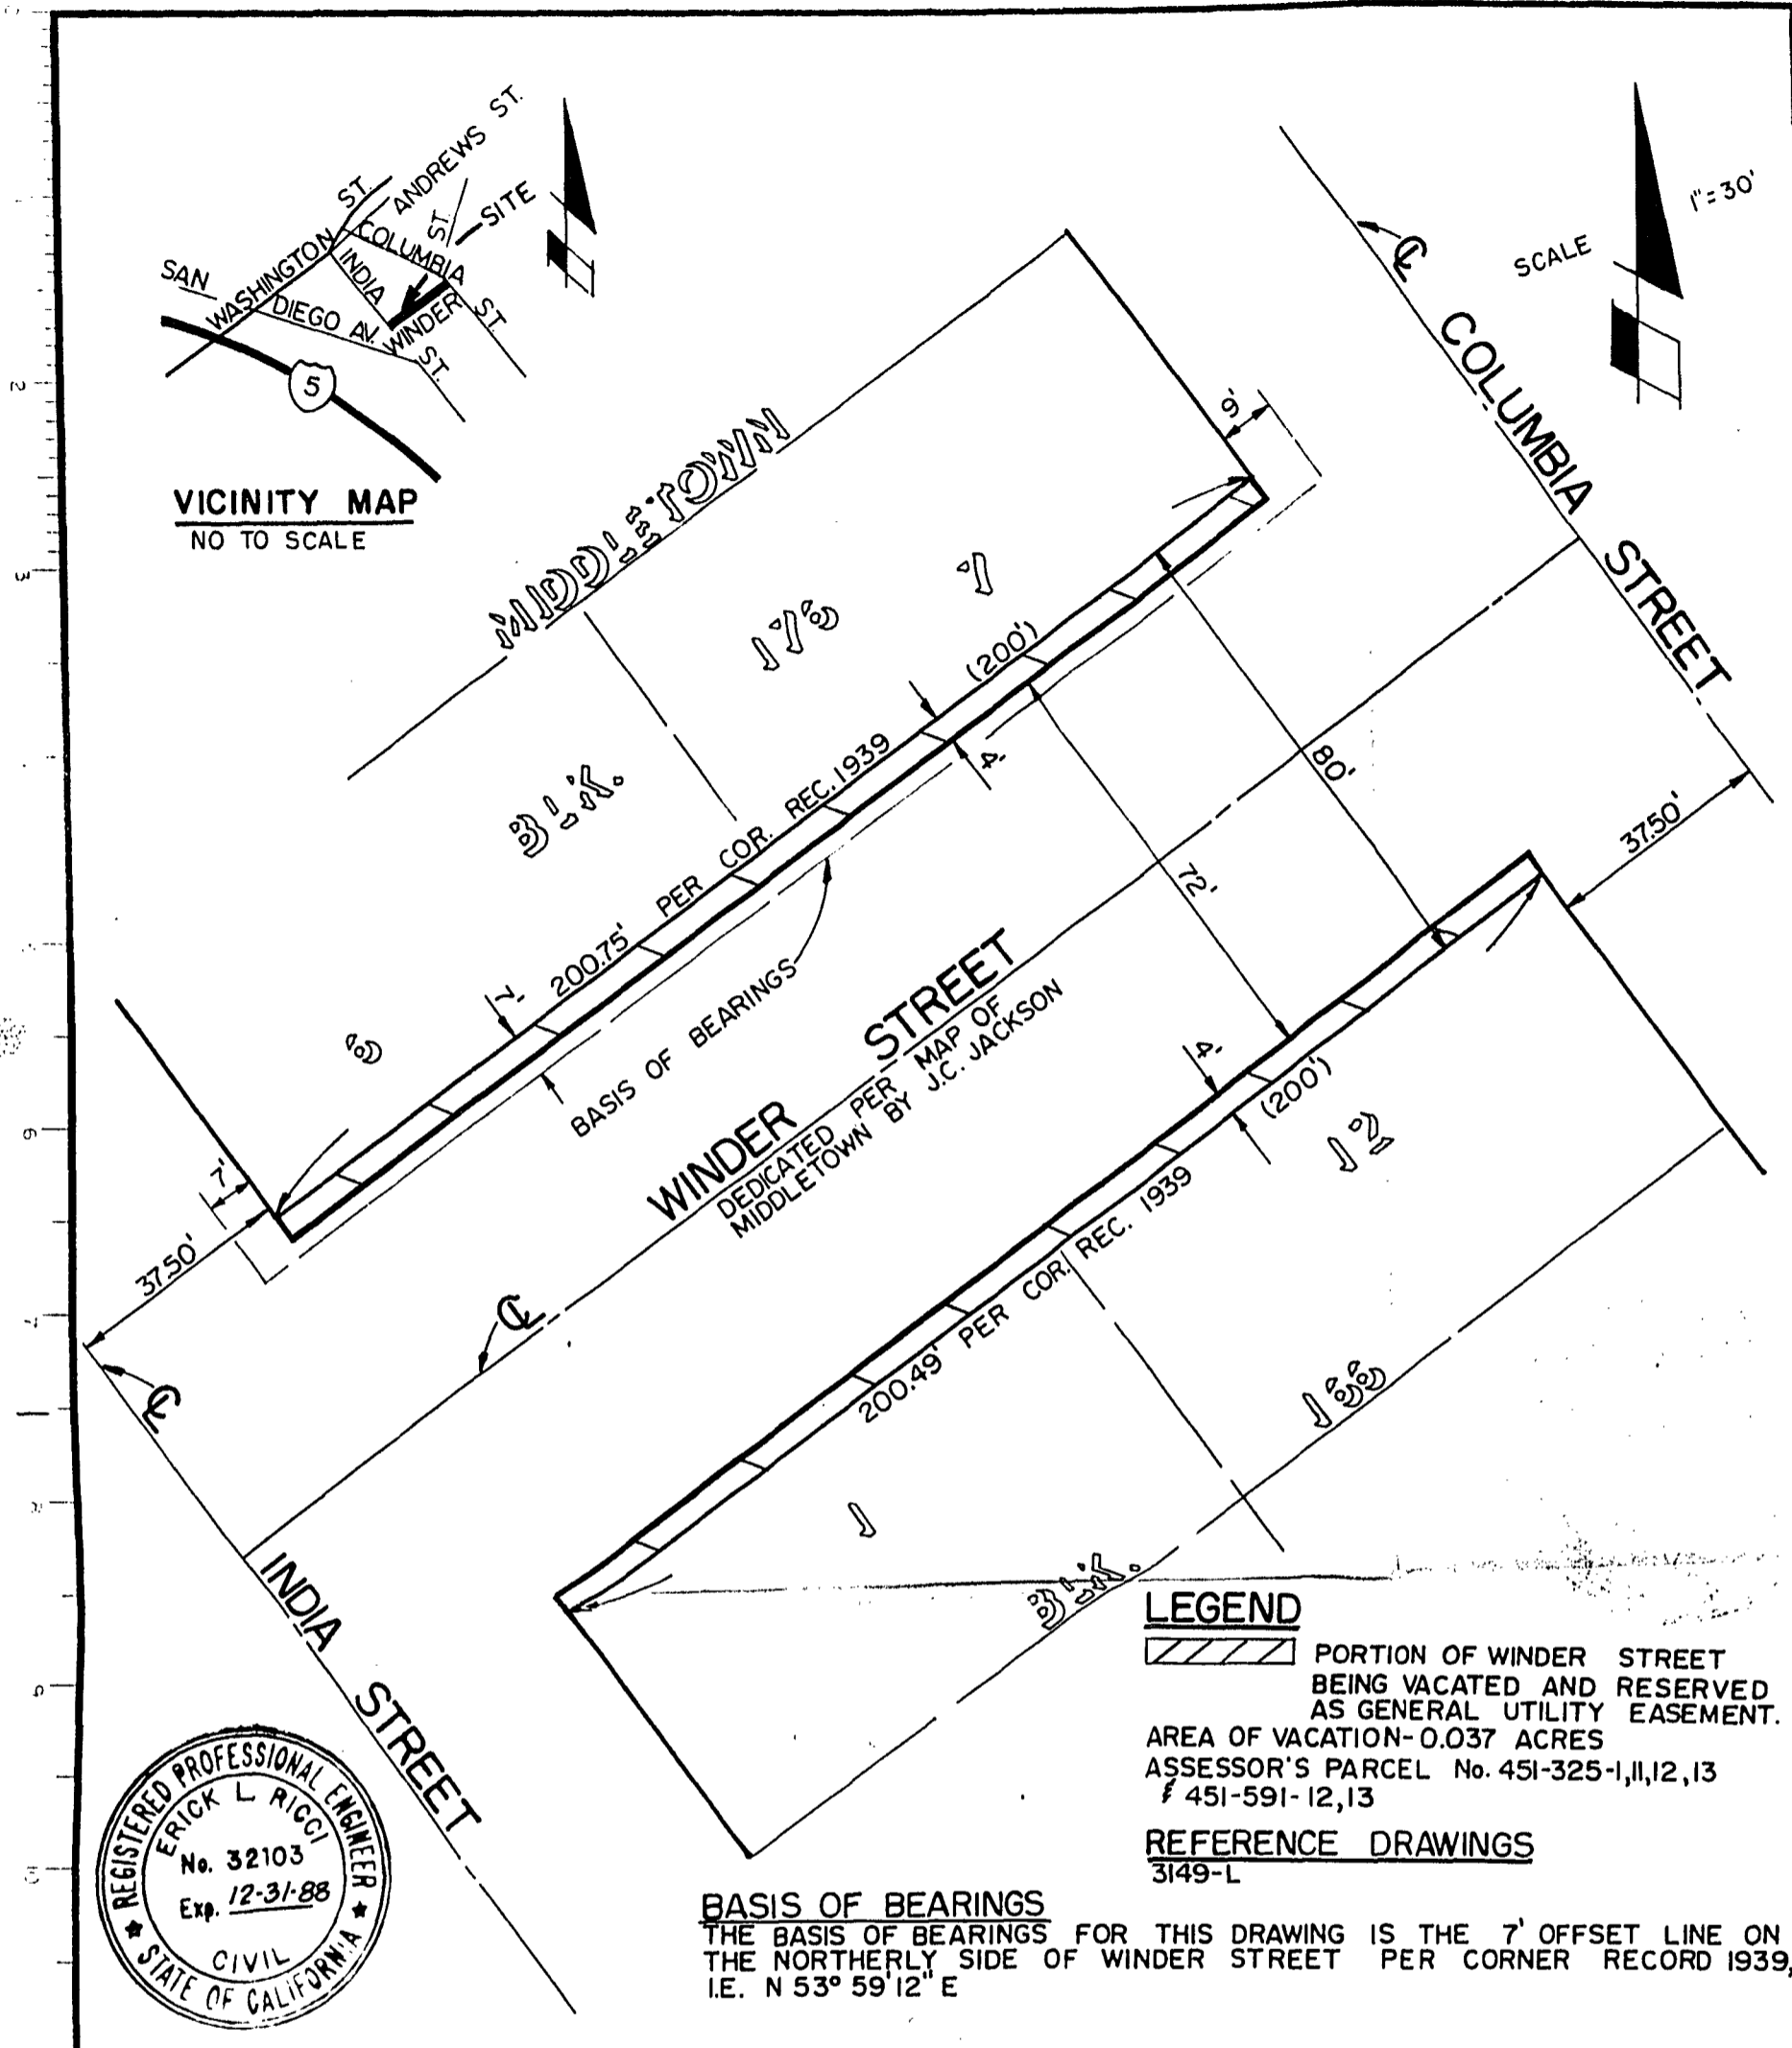 WASHINGTON ST.
ANDREWS ST.
COLUMBIA ST.
ST.
SITE
INDIA
SAN DIEGO AV.
WINDER ST.
5
VICINITY MAP
NO TO SCALE
SCALE 1"=30'
℄
COLUMBIA STREET
MIDDLETOWN
9'
7
176
BLK.
6
(200')
200.75' PER COR. REC. 1939
7'
4'
80'
72'
37.50'
BASIS OF BEARINGS
WINDER STREET
DEDICATED PER MAP OF
MIDDLETOWN BY J.C. JACKSON
7'
37.50'
℄
℄
4'
(200')
12
200.49' PER COR. REC. 1939
1
BLK.
INDIA STREET
LEGEND
PORTION OF WINDER STREET
BEING VACATED AND RESERVED
AS GENERAL UTILITY EASEMENT.
AREA OF VACATION-0.037 ACRES
ASSESSOR'S PARCEL No. 451-325-1,11,12,13
& 451-591-12,13
REFERENCE DRAWINGS
3149-L
REGISTERED PROFESSIONAL ENGINEER
ERICK L RICCI
No. 32103
Exp. 12-31-88
CIVIL
STATE OF CALIFORNIA
BASIS OF BEARINGS
THE BASIS OF BEARINGS FOR THIS DRAWING IS THE 7' OFFSET LINE ON
THE NORTHERLY SIDE OF WINDER STREET PER CORNER RECORD 1939,
I.E. N 53° 59' 12" E